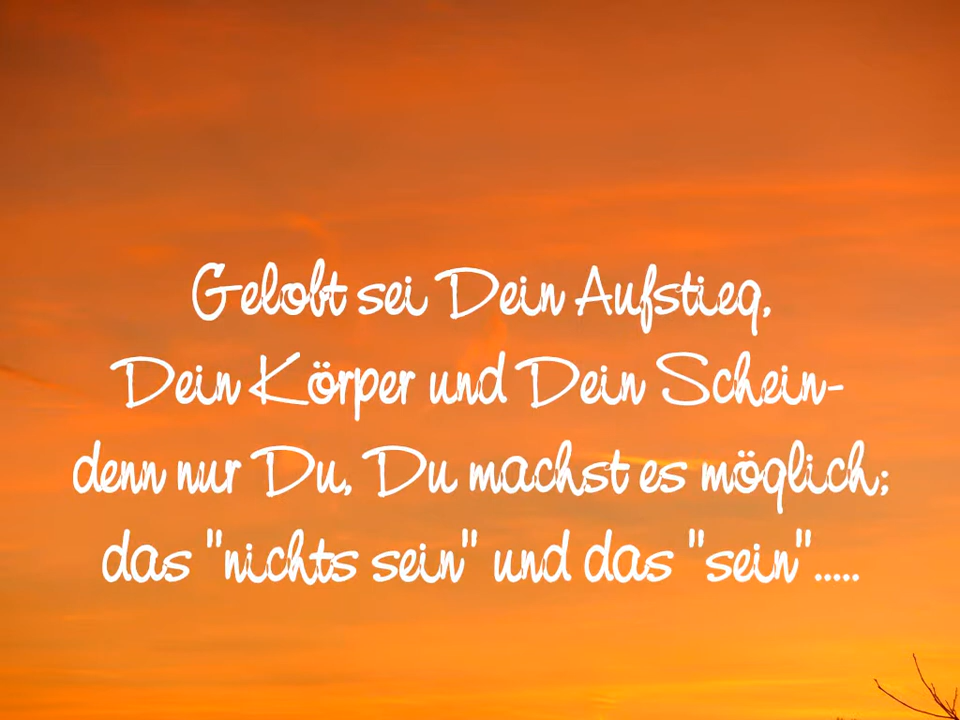 Gelobt sei Dein Aufstieg,
Dein Körper und Dein Schein-
denn nur Du, Du machst es möglich;
das "nichts sein" und das "sein".....